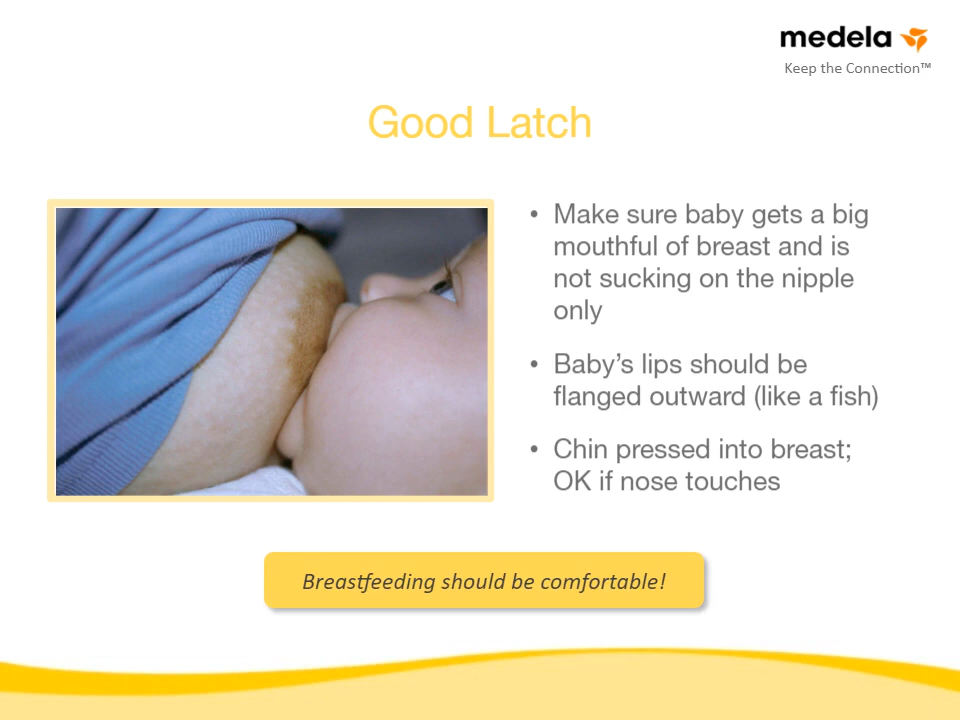 medela
Keep the Connection™
Good Latch
• Make sure baby gets a big
mouthful of breast and is
not sucking on the nipple
only
• Baby's lips should be
flanged outward (like a fish)
• Chin pressed into breast;
OK if nose touches
Breastfeeding should be comfortable!